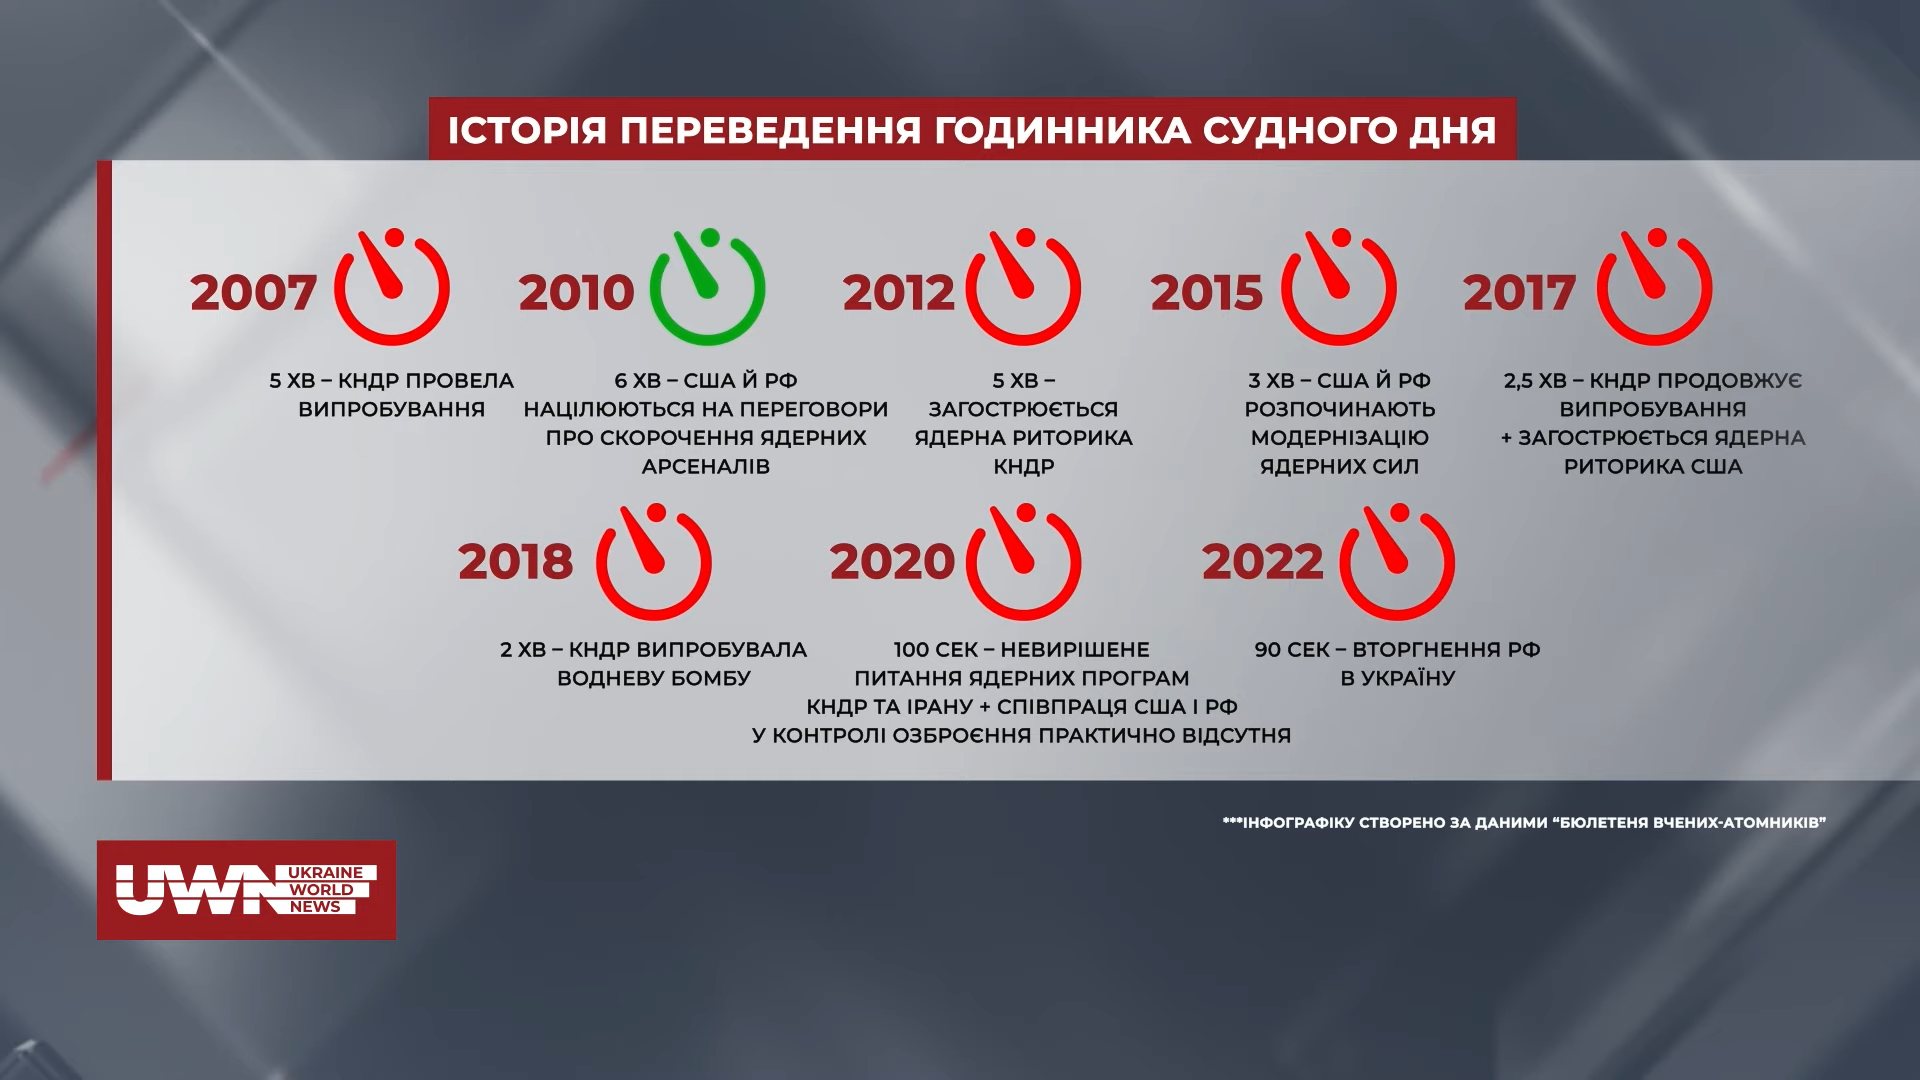 ІСТОРІЯ ПЕРЕВЕДЕННЯ ГОДИННИКА СУДНОГО ДНЯ
2007
5 ХВ – КНДР ПРОВЕЛА
ВИПРОБУВАННЯ
2010
6 ХВ – США Й РФ
НАЦІЛЮЮТЬСЯ НА ПЕРЕГОВОРИ
ПРО СКОРОЧЕННЯ ЯДЕРНИХ
АРСЕНАЛІВ
2012
5 ХВ –
ЗАГОСТРЮЄТЬСЯ
ЯДЕРНА РИТОРИКА
КНДР
2015
3 ХВ – США Й РФ
РОЗПОЧИНАЮТЬ
МОДЕРНІЗАЦІЮ
ЯДЕРНИХ СИЛ
2017
2,5 ХВ – КНДР ПРОДОВЖУЄ
ВИПРОБУВАННЯ
+ ЗАГОСТРЮЄТЬСЯ ЯДЕРНА
РИТОРИКА США
2018
2 ХВ – КНДР ВИПРОБУВАЛА
ВОДНЕВУ БОМБУ
2020
100 СЕК – НЕВИРІШЕНЕ
ПИТАННЯ ЯДЕРНИХ ПРОГРАМ
КНДР ТА ІРАНУ + СПІВПРАЦЯ США І РФ
У КОНТРОЛІ ОЗБРОЄННЯ ПРАКТИЧНО ВІДСУТНЯ
2022
90 СЕК – ВТОРГНЕННЯ РФ
В УКРАЇНУ
***ІНФОГРАФІКУ СТВОРЕНО ЗА ДАНИМИ “БЮЛЕТЕНЯ ВЧЕНИХ-АТОМНИКІВ”
UWN
UKRAINE
WORLD
NEWS